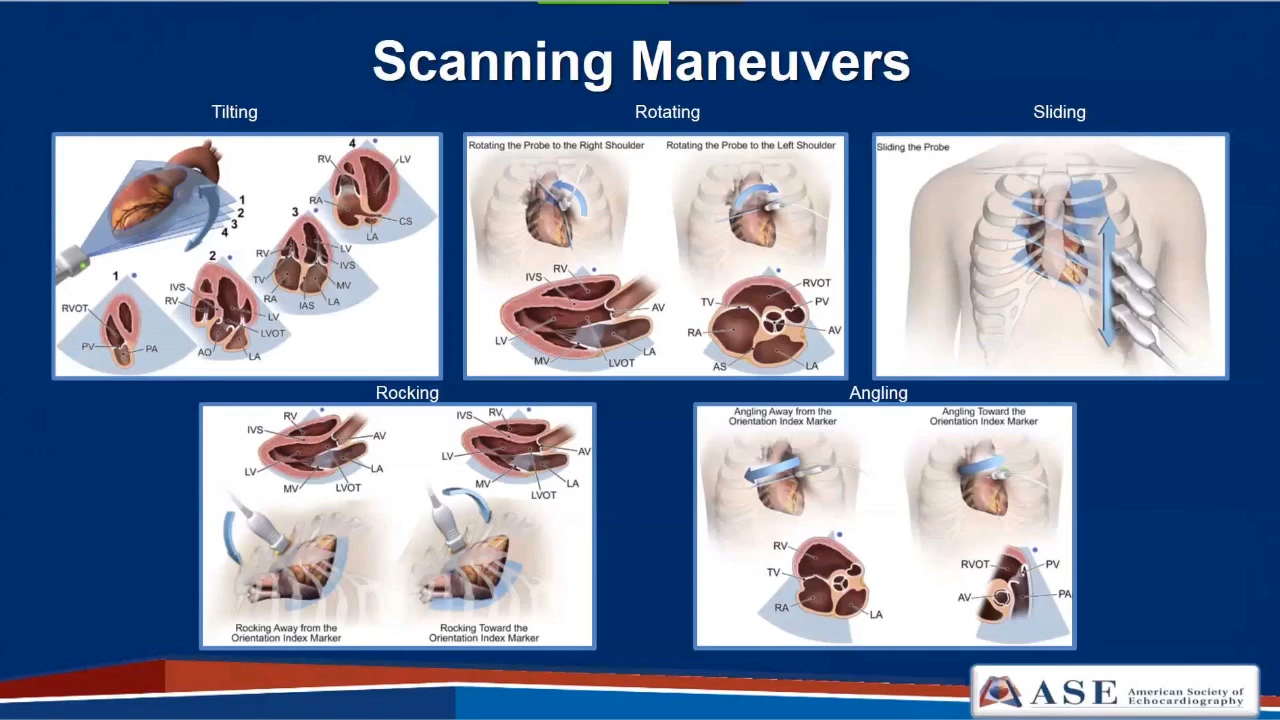 Scanning Maneuvers
Tilting
4
RV
LV
RA
CS
LA
1
2
3
4
3
RV
LV
IVS
TV
MV
RA
IAS
LA
2
IVS
RV
LV
LVOT
AO
LA
1
RVOT
PV
PA
Rotating
Rotating the Probe to the Right Shoulder
Rotating the Probe to the Left Shoulder
RV
IVS
AV
LV
LA
MV
LVOT
RVOT
TV
PV
RA
AV
AS
LA
Sliding
Sliding the Probe
Rocking
RV
IVS
AV
LV
LA
MV
LVOT
IVS
RV
AV
LV
MV
LA
LVOT
Rocking Away from the
Orientation Index Marker
Rocking Toward the
Orientation Index Marker
Angling
Angling Away from the
Orientation Index Marker
Angling Toward the
Orientation Index Marker
RV
TV
RA
LA
RVOT
PV
AV
PA
ASE
American Society of
Echocardiography